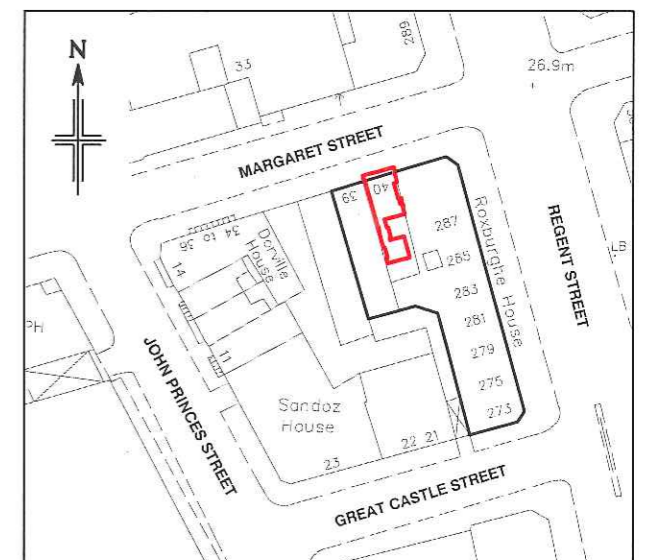 N
33
289
26.9m
MARGARET STREET
39
40
34 to 36
Dorville
House
14
287
285
283
281
279
275
273
Roxburghe House
REGENT STREET
LB
PH
11
JOHN PRINCES STREET
Sandoz
House
23
22 21
GREAT CASTLE STREET